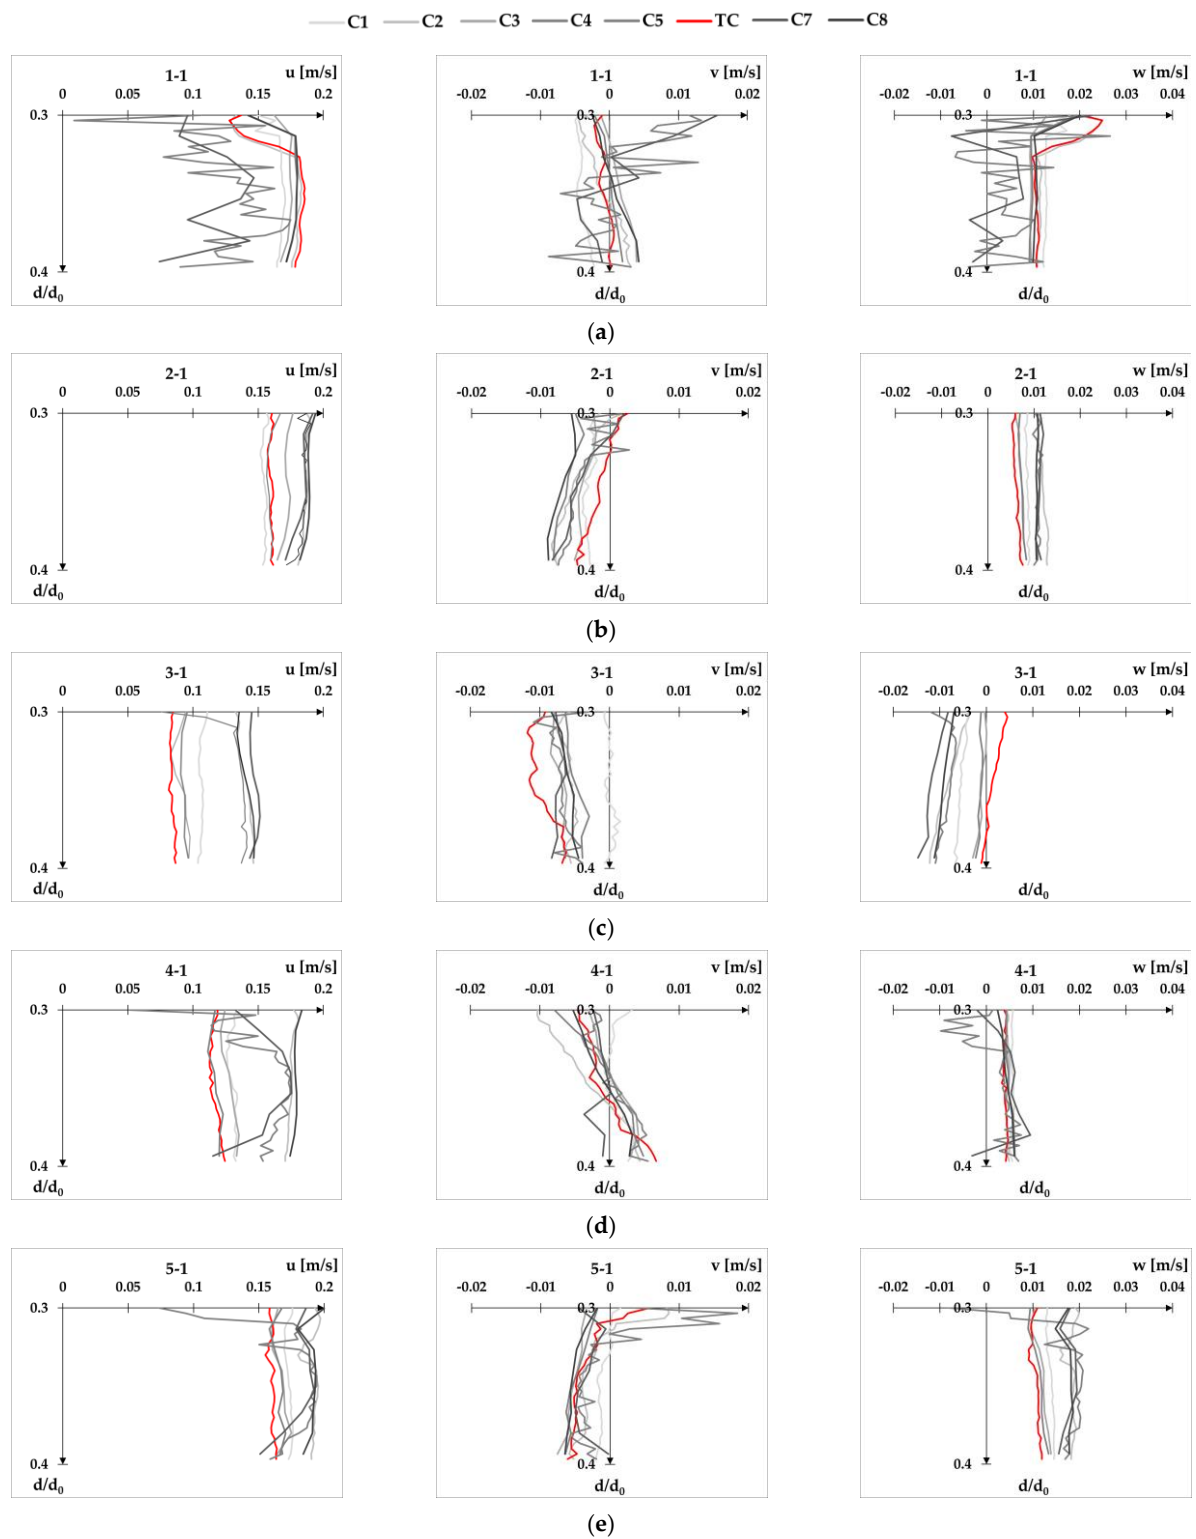 C1 C2 C3 C4 C5 TC C7 C8
1-1 u [m/s]
0 0.05 0.1 0.15 0.2
0.3
0.4
d/d0
1-1 v [m/s]
-0.02 -0.01 0 0.01 0.02
0.3
0.4
d/d0
1-1 w [m/s]
-0.02 -0.01 0 0.01 0.02 0.03 0.04
0.3
0.4
d/d0
(a)
2-1 u [m/s]
0 0.05 0.1 0.15 0.2
0.3
0.4
d/d0
2-1 v [m/s]
-0.02 -0.01 0 0.01 0.02
0.3
0.4
d/d0
2-1 w [m/s]
-0.02 -0.01 0 0.01 0.02 0.03 0.04
0.3
0.4
d/d0
(b)
3-1 u [m/s]
0 0.05 0.1 0.15 0.2
0.3
0.4
d/d0
3-1 v [m/s]
-0.02 -0.01 0 0.01 0.02
0.3
0.4
d/d0
3-1 w [m/s]
-0.02 -0.01 0 0.01 0.02 0.03 0.04
0.3
0.4
d/d0
(c)
4-1 u [m/s]
0 0.05 0.1 0.15 0.2
0.3
0.4
d/d0
4-1 v [m/s]
-0.02 -0.01 0 0.01 0.02
0.3
0.4
d/d0
4-1 w [m/s]
-0.02 -0.01 0 0.01 0.02 0.03 0.04
0.3
0.4
d/d0
(d)
5-1 u [m/s]
0 0.05 0.1 0.15 0.2
0.3
0.4
d/d0
5-1 v [m/s]
-0.02 -0.01 0 0.01 0.02
0.3
0.4
d/d0
5-1 w [m/s]
-0.02 -0.01 0 0.01 0.02 0.03 0.04
0.3
0.4
d/d0
(e)